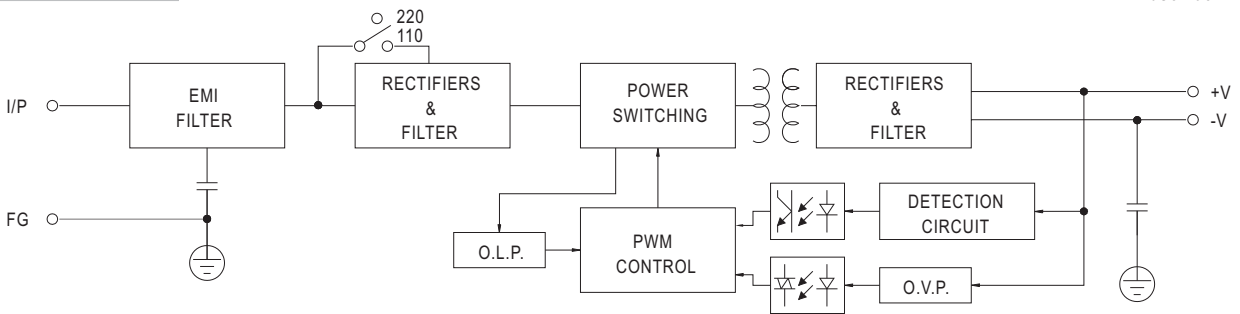 220
110
I/P
EMI
FILTER
RECTIFIERS
&
FILTER
POWER
SWITCHING
RECTIFIERS
&
FILTER
+V
-V
FG
O.L.P.
PWM
CONTROL
DETECTION
CIRCUIT
O.V.P.